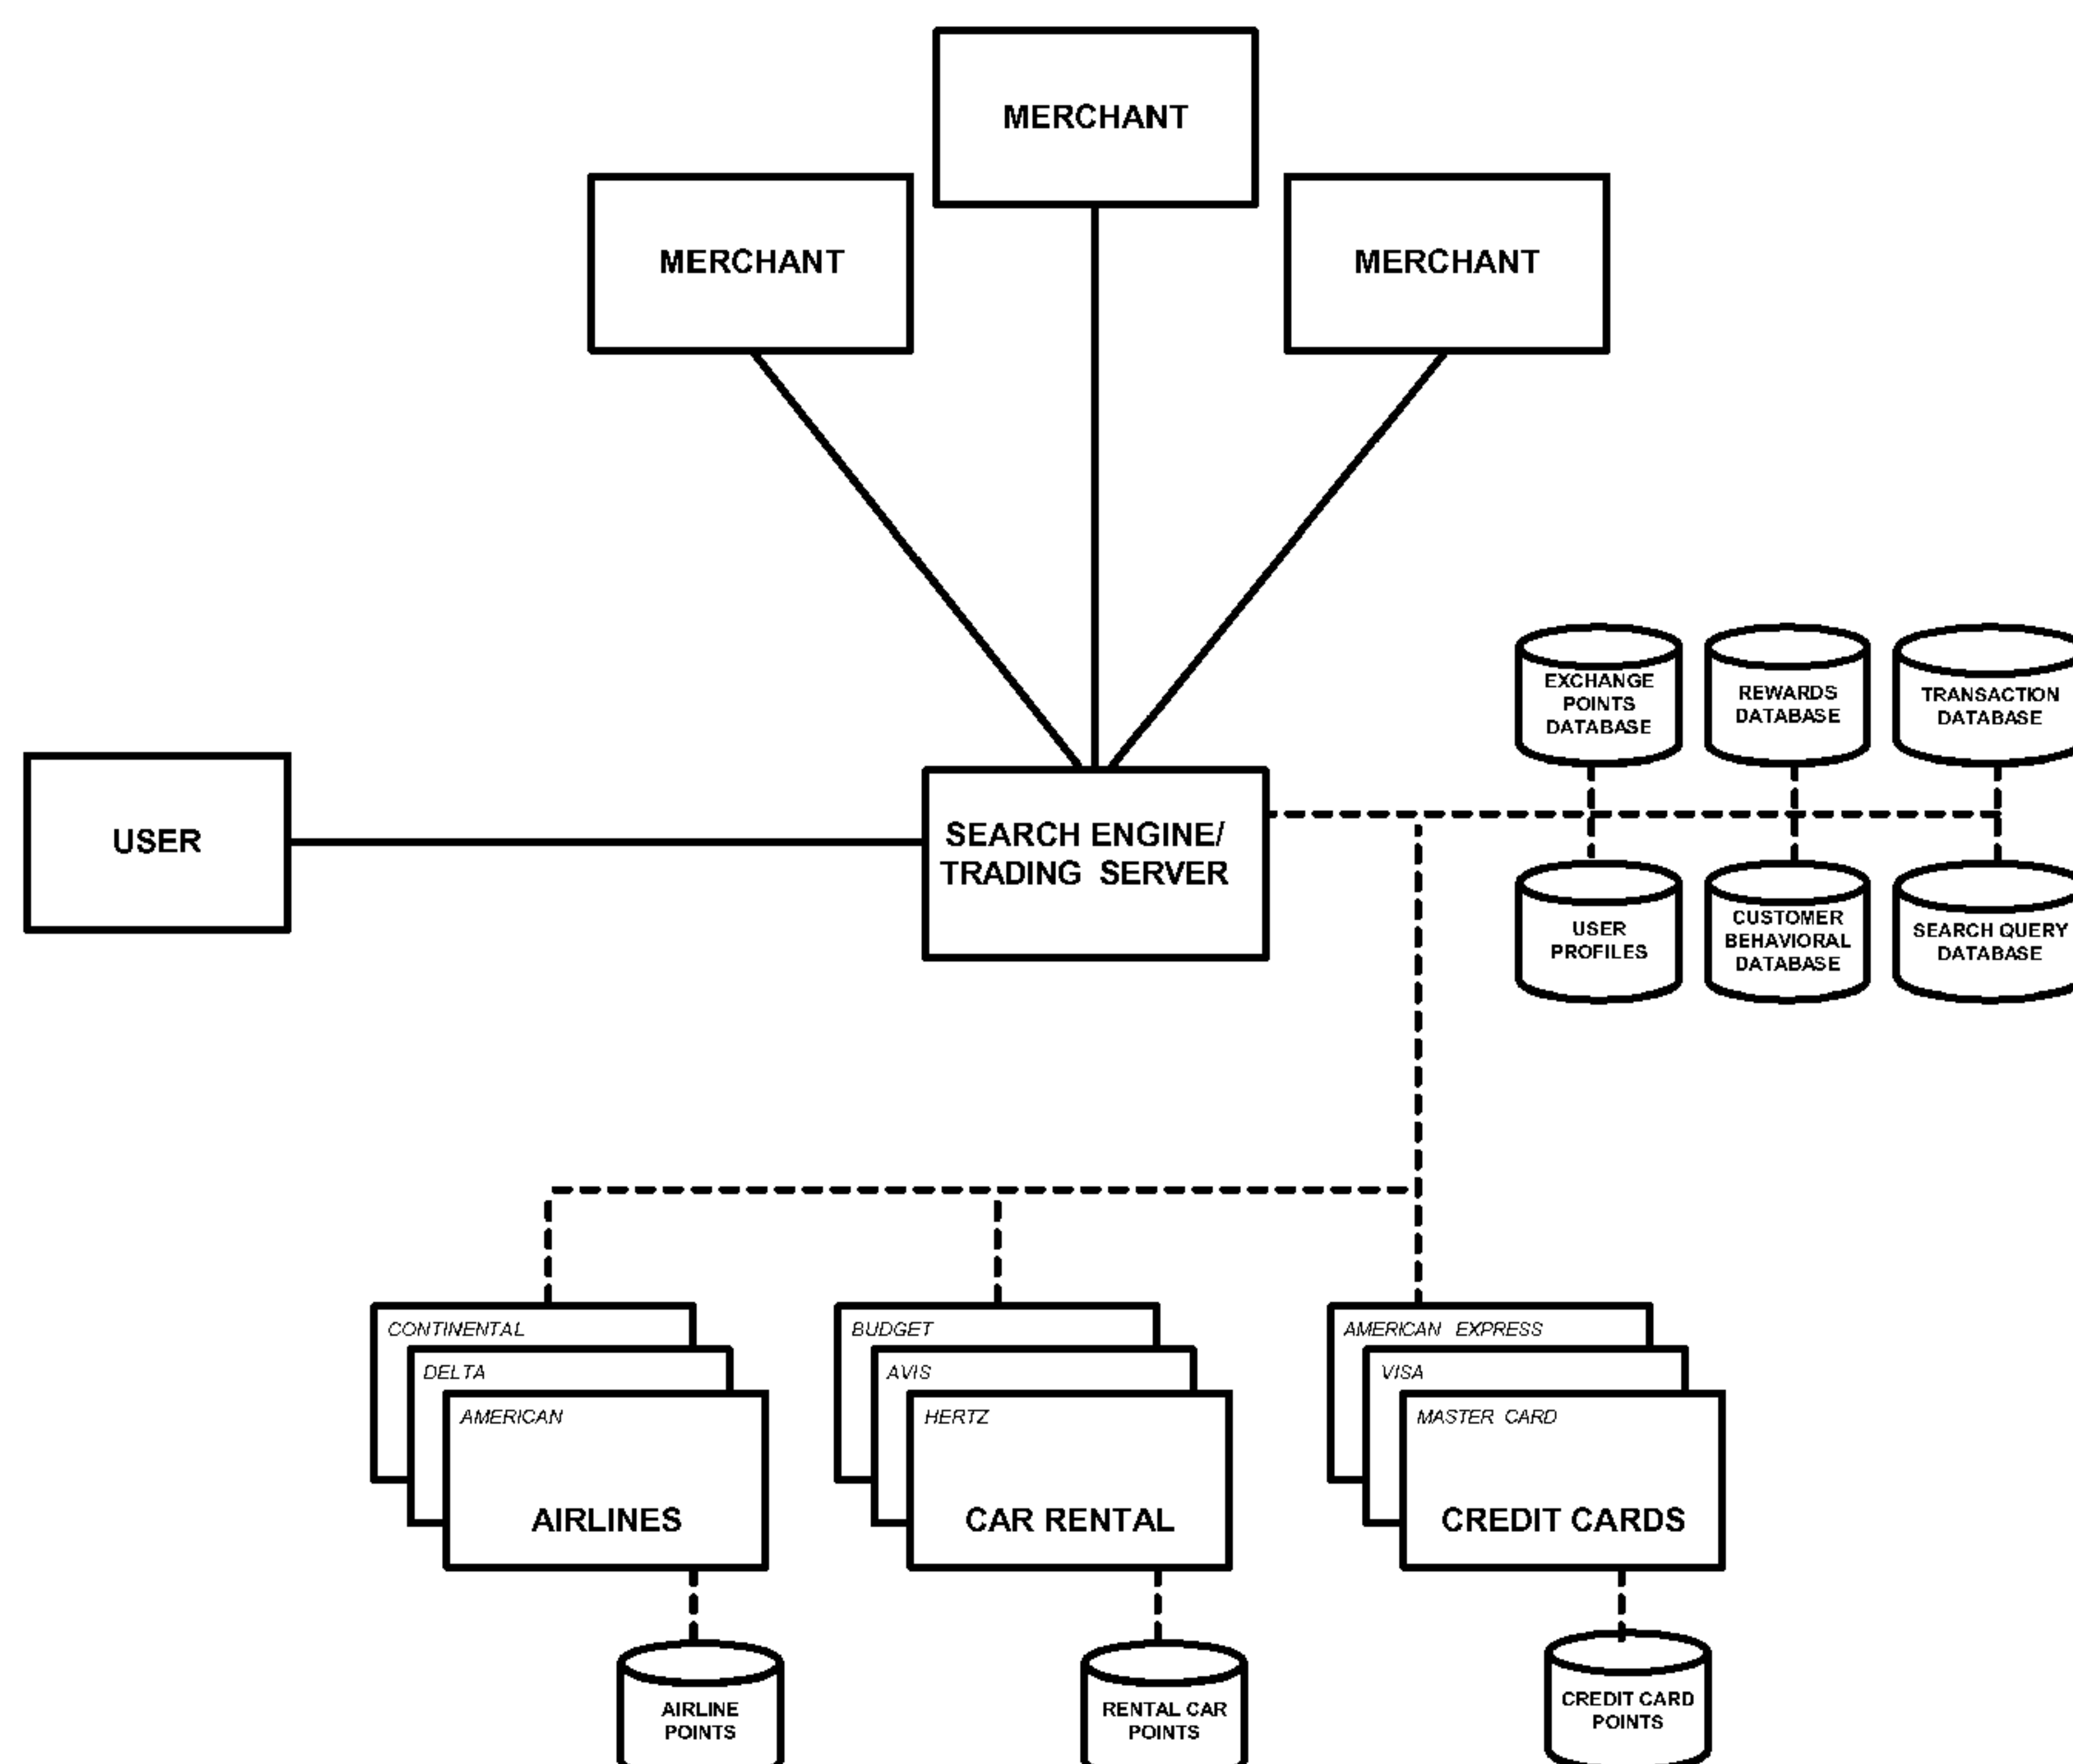 MERCHANT
MERCHANT
MERCHANT
EXCHANGE
POINTS
DATABASE
REWARDS
DATABASE
TRANSACTION
DATABASE
USER
SEARCH ENGINE/
TRADING SERVER
USER
PROFILES
CUSTOMER
BEHAVIORAL
DATABASE
SEARCH QUERY
DATABASE
CONTINENTAL
DELTA
AMERICAN
AIRLINES
BUDGET
AVIS
HERTZ
CAR RENTAL
AMERICAN EXPRESS
VISA
MASTER CARD
CREDIT CARDS
AIRLINE
POINTS
RENTAL CAR
POINTS
CREDIT CARD
POINTS